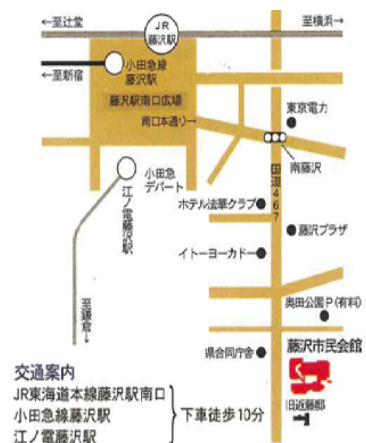 ←至辻堂
至横浜→
JR
藤沢駅
小田急線
藤沢駅
←至新宿
藤沢駅南口広場
東京電力
南口本通り→
南藤沢
小田急
デパート
江ノ電藤沢駅
国道467
ホテル法華クラブ
藤沢プラザ
イトーヨーカドー
至鎌倉→
奥田公園P(有料)
県合同庁舎
藤沢市民会館
旧近藤邸
交通案内
JR東海道本線藤沢駅南口
小田急線藤沢駅
江ノ電藤沢駅
下車徒歩10分